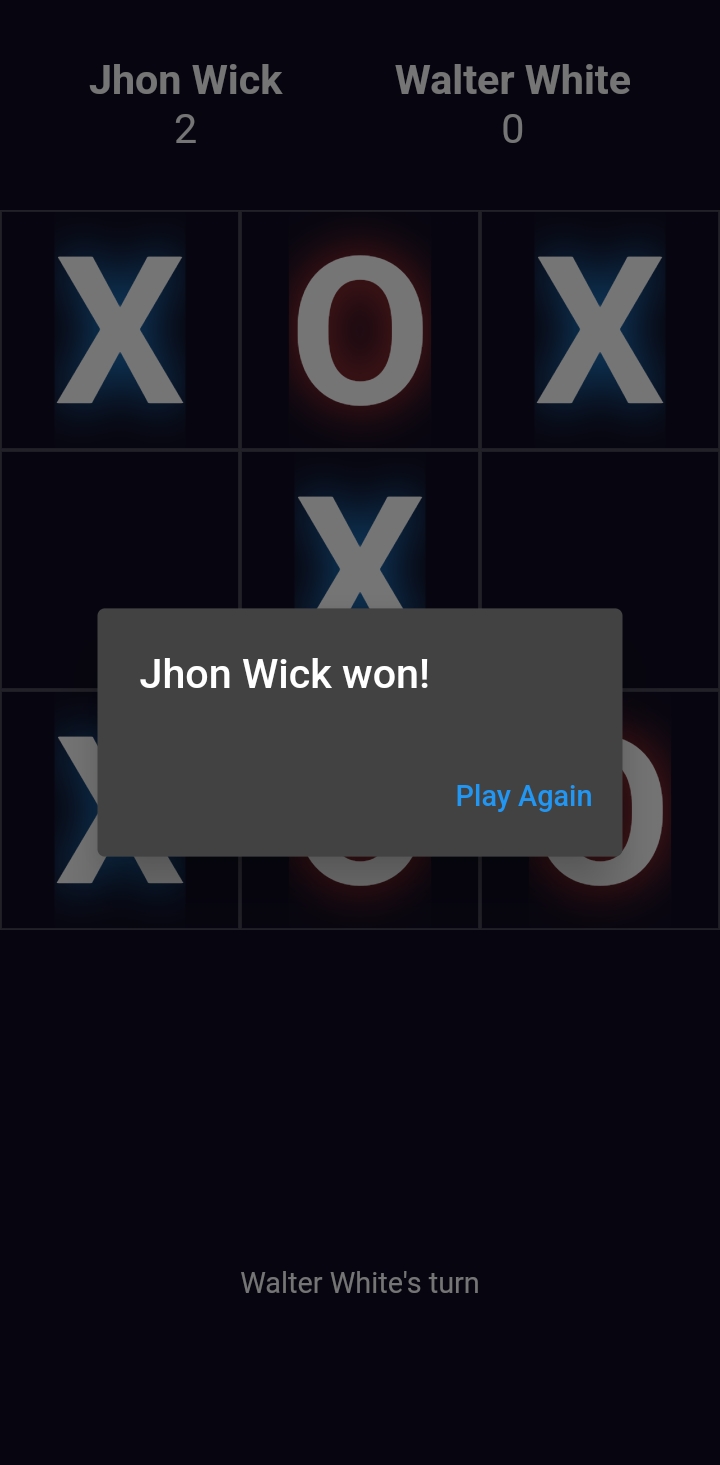 Jhon Wick Walter White
2 0
X O X
X
Jhon Wick won!
Play Again
X O O
Walter White's turn